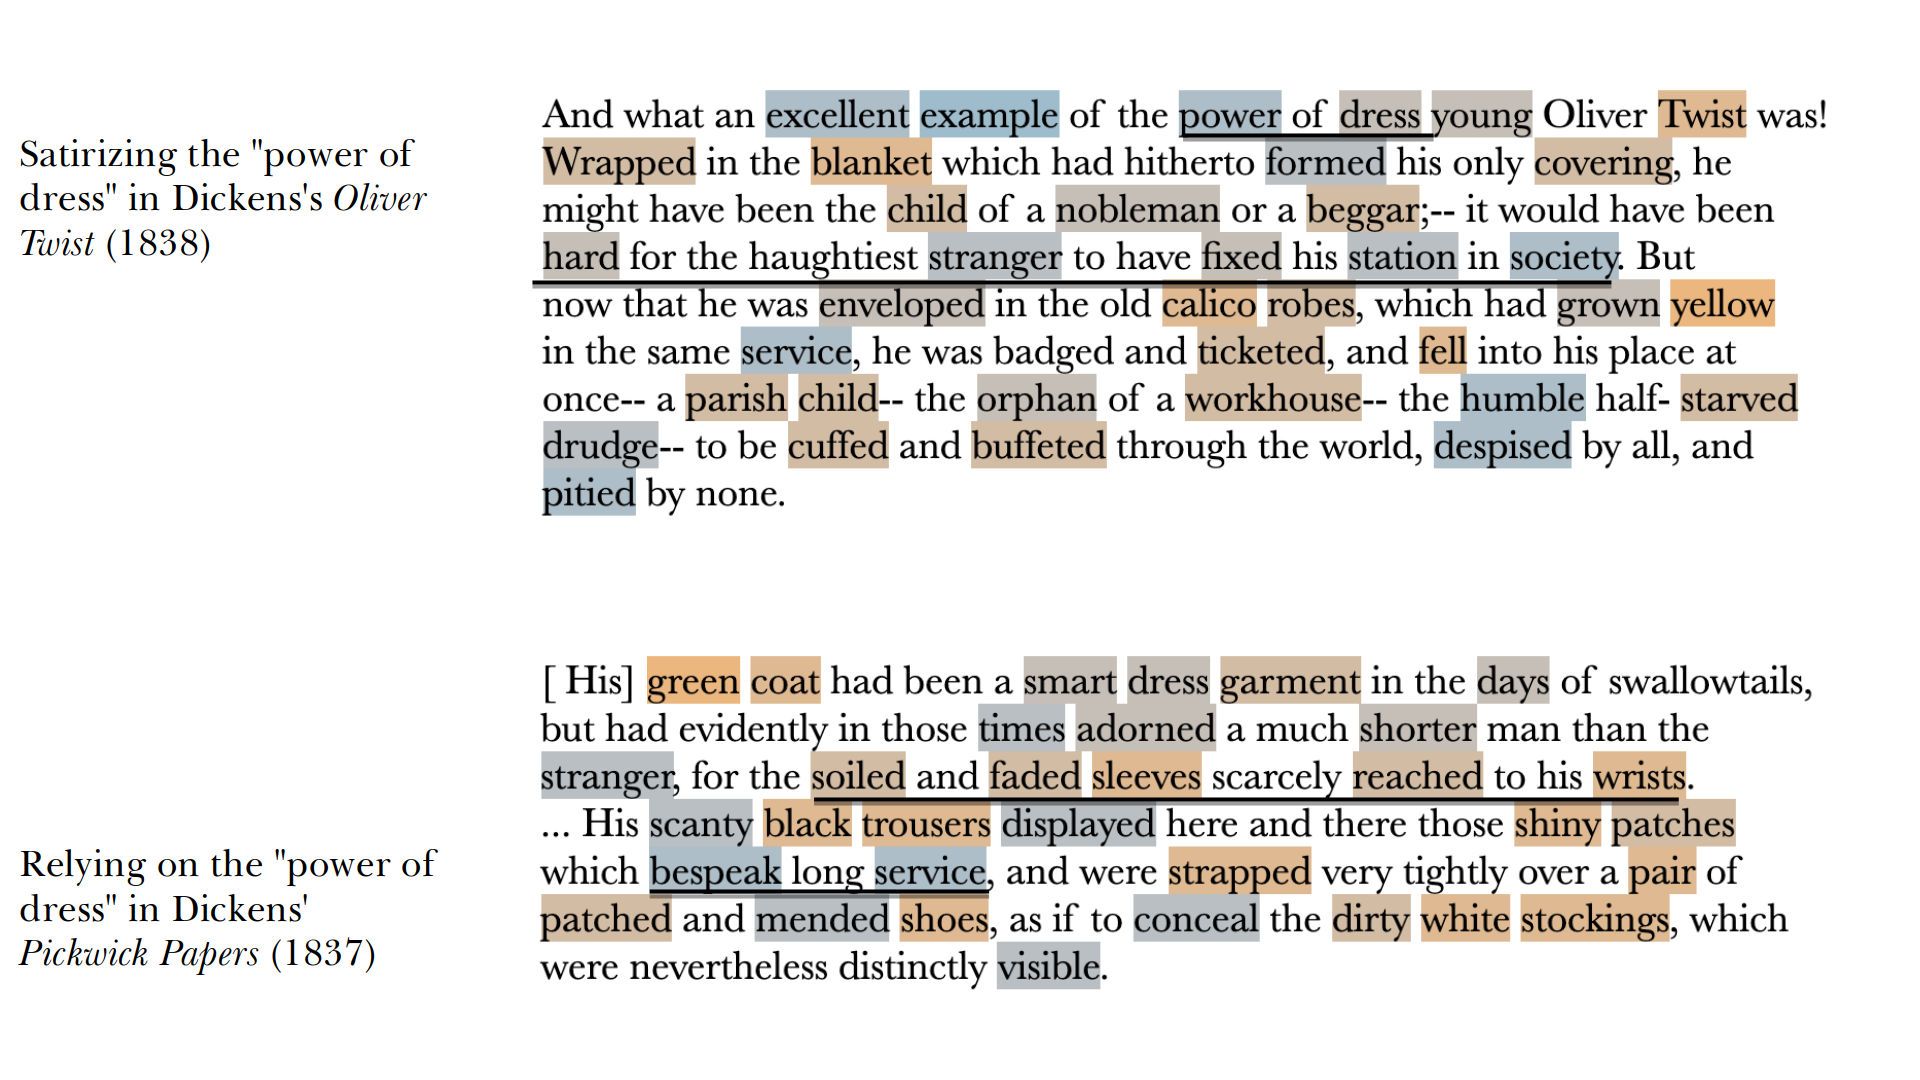 Satirizing the "power of
dress" in Dickens's Oliver
Twist (1838)
And what an excellent example of the power of dress young Oliver Twist was!
Wrapped in the blanket which had hitherto formed his only covering, he
might have been the child of a nobleman or a beggar;-- it would have been
hard for the haughtiest stranger to have fixed his station in society. But
now that he was enveloped in the old calico robes, which had grown yellow
in the same service, he was badged and ticketed, and fell into his place at
once-- a parish child-- the orphan of a workhouse-- the humble half- starved
drudge-- to be cuffed and buffeted through the world, despised by all, and
pitied by none.
Relying on the "power of
dress" in Dickens'
Pickwick Papers (1837)
[ His] green coat had been a smart dress garment in the days of swallowtails,
but had evidently in those times adorned a much shorter man than the
stranger, for the soiled and faded sleeves scarcely reached to his wrists.
... His scanty black trousers displayed here and there those shiny patches
which bespeak long service, and were strapped very tightly over a pair of
patched and mended shoes, as if to conceal the dirty white stockings, which
were nevertheless distinctly visible.